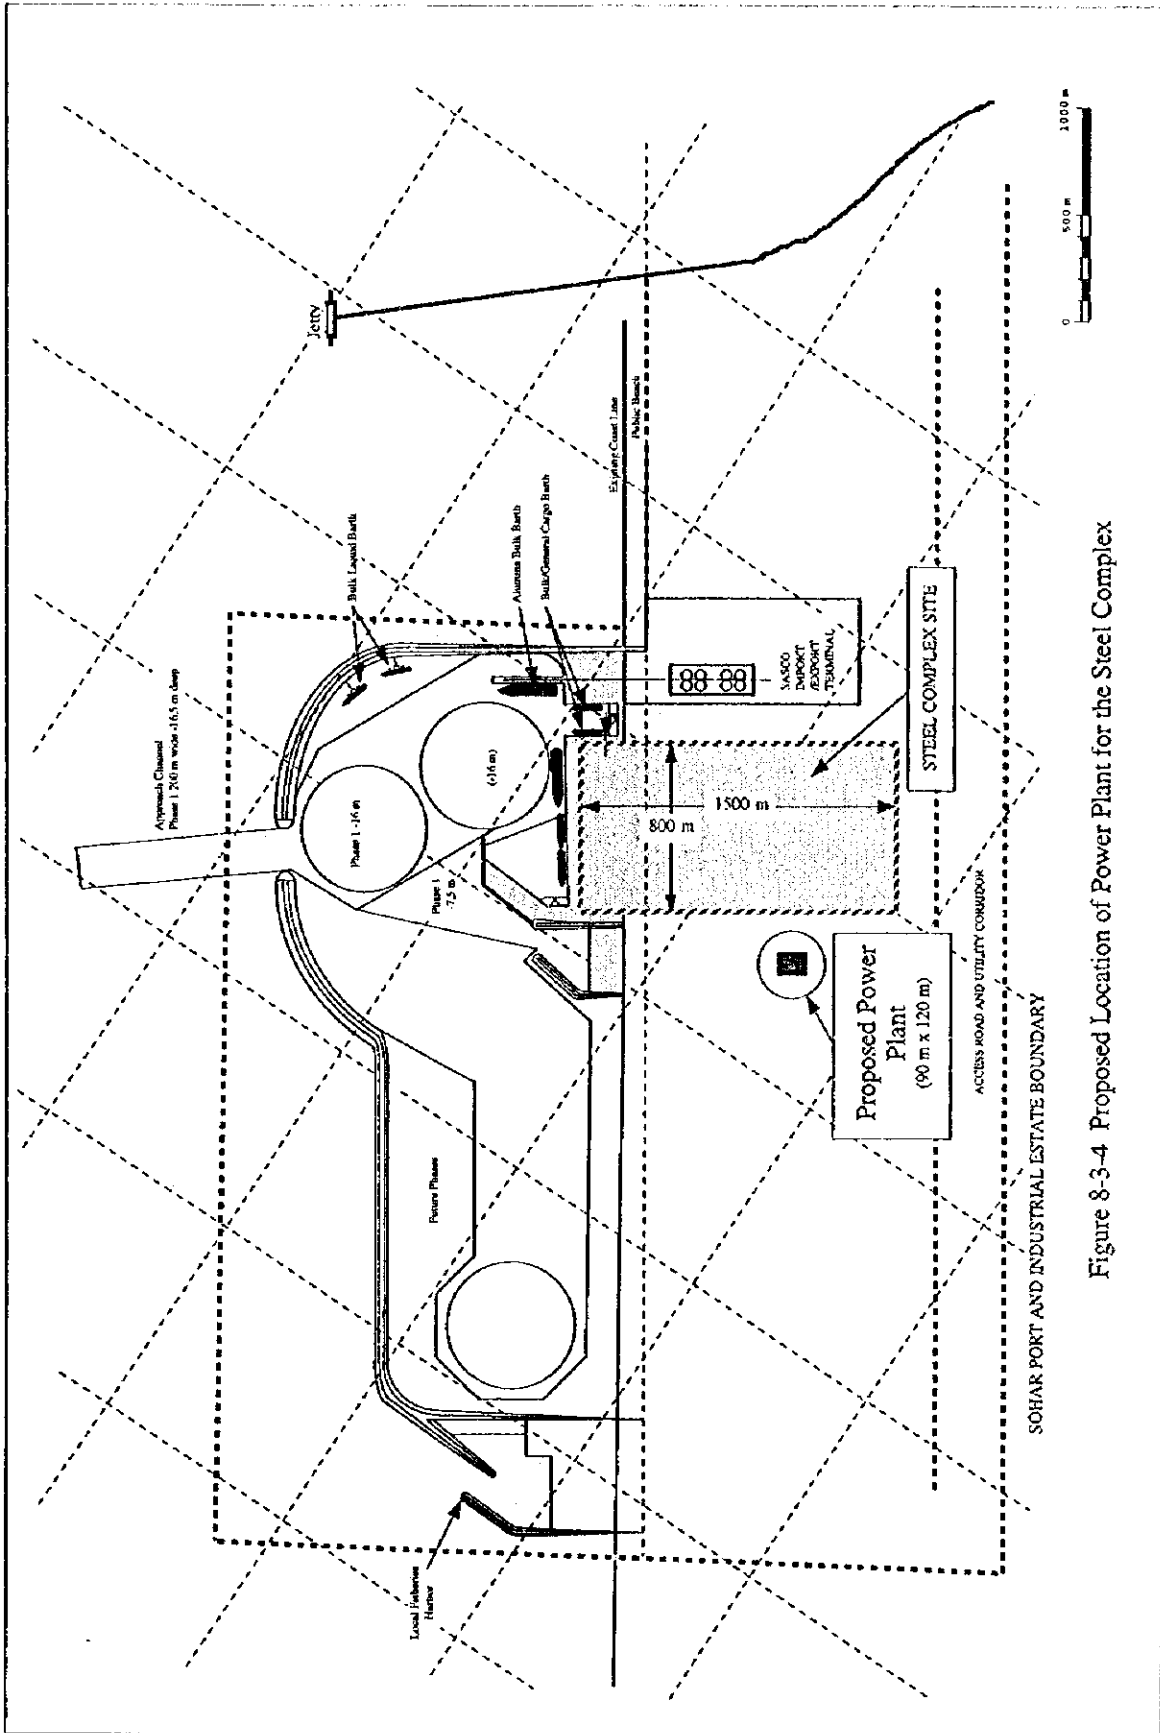 Local Fisheries
Harbor
Approach Channel
Phase 1 200 m wide -16.5 m deep
Jetty
Bulk Liquid Barth
Phase 1 -16 m
(-16 m)
Phase 1
-7.5 m
Future Phases
Alumina Bulk Barth
Bulk/General Cargo Barth
Existing Coast Line
Public Beach
SASCO
IMPORT
/EXPORT
TERMINAL
1500 m
800 m
STEEL COMPLEX SITE
Proposed Power
Plant
(90 m x 120 m)
ACCESS ROAD AND UTILITY CORRIDOR
SOHAR PORT AND INDUSTRIAL ESTATE BOUNDARY
0 500 m 1000 m
Figure 8-3-4 Proposed Location of Power Plant for the Steel Complex